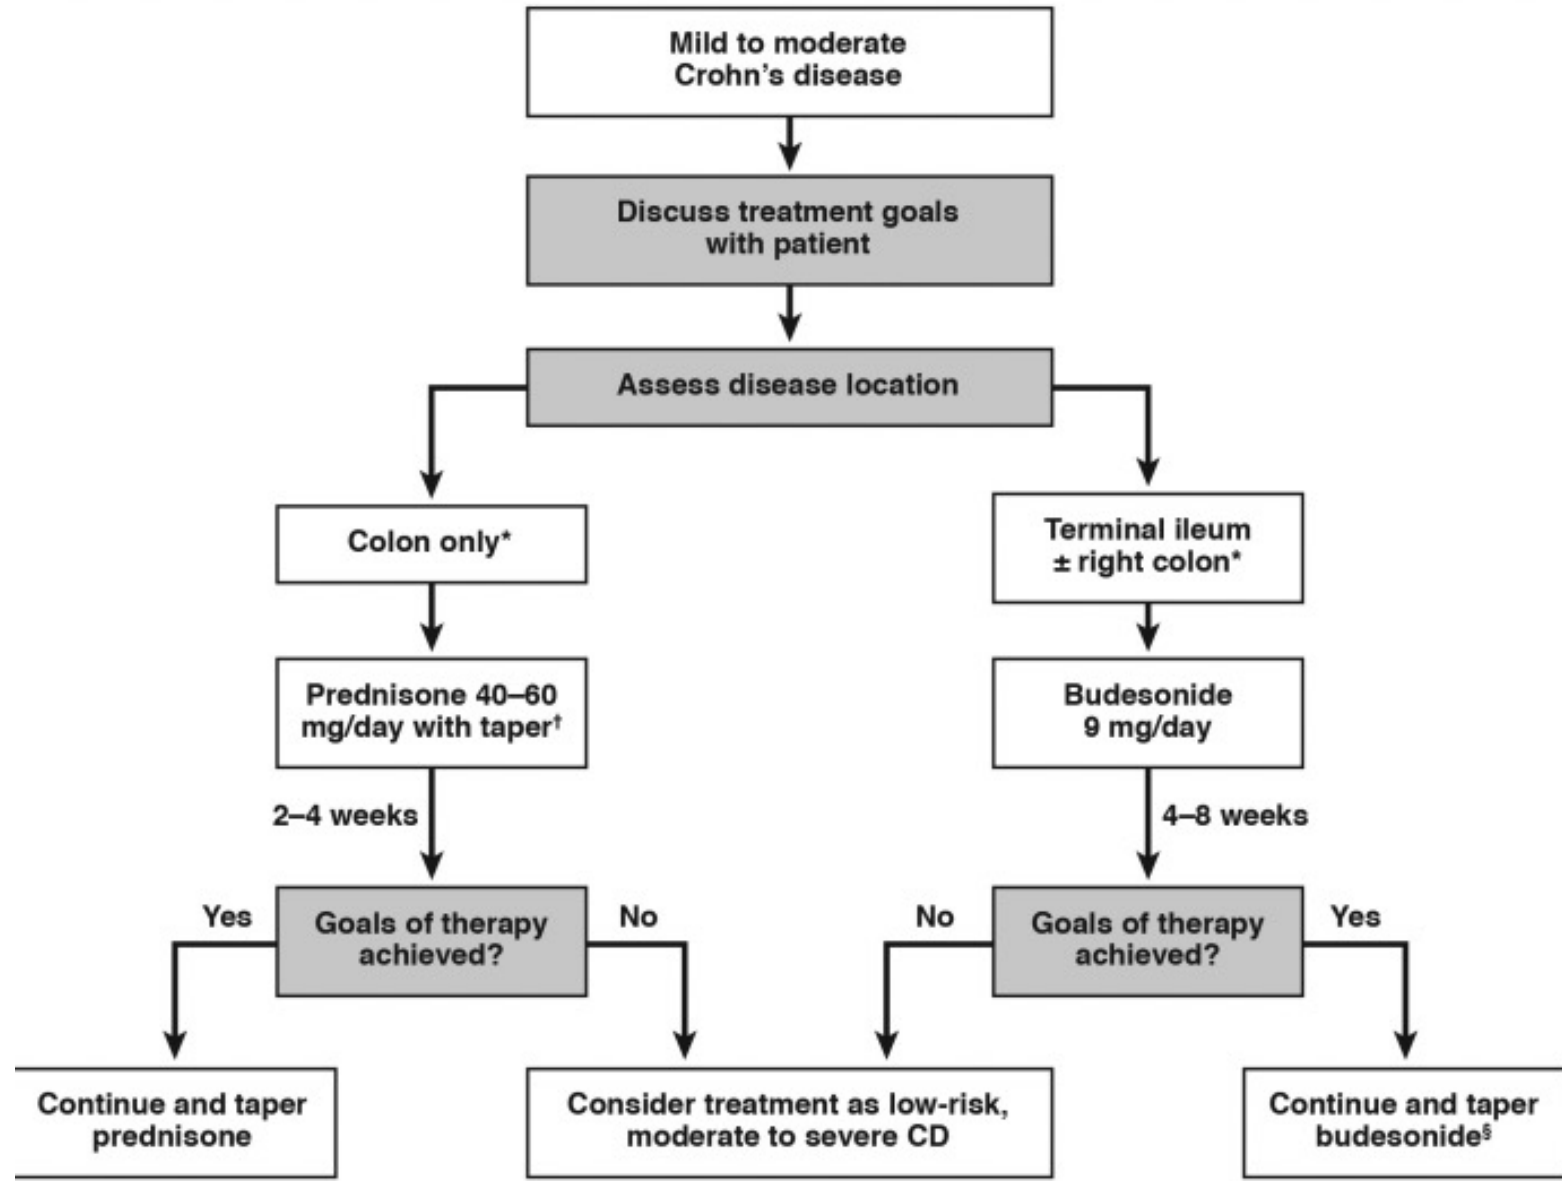 Mild to moderate
Crohn’s disease
Discuss treatment goals
with patient
Assess disease location
Colon only*
Terminal ileum
± right colon*
Prednisone 40–60
mg/day with taper†
Budesonide
9 mg/day
2–4 weeks
4–8 weeks
Yes
Goals of therapy
achieved?
No
No
Goals of therapy
achieved?
Yes
Continue and taper
prednisone
Consider treatment as low-risk,
moderate to severe CD
Continue and taper
budesonide§